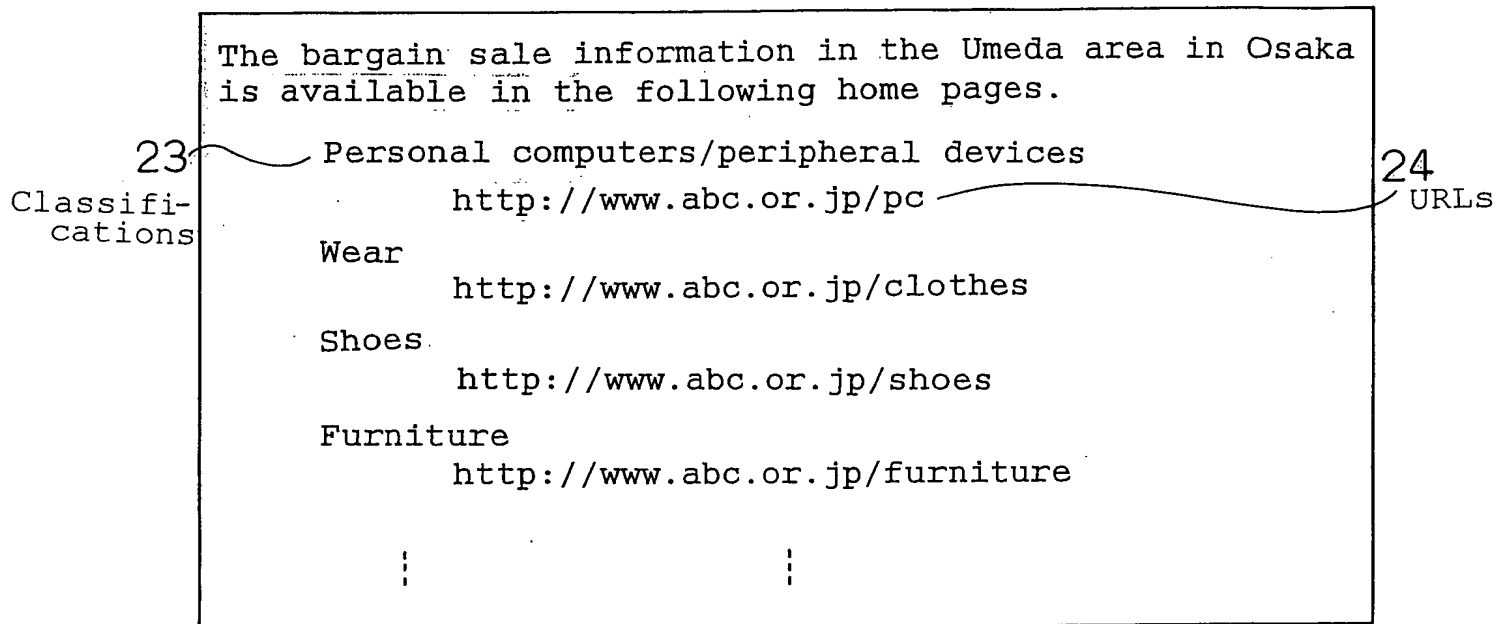 The bargain sale information in the Umeda area in Osaka
is available in the following home pages.
23
Classifi-
cations
Personal computers/peripheral devices
24
URLs
http://www.abc.or.jp/pc
Wear
http://www.abc.or.jp/clothes
Shoes
http://www.abc.or.jp/shoes
Furniture
http://www.abc.or.jp/furniture